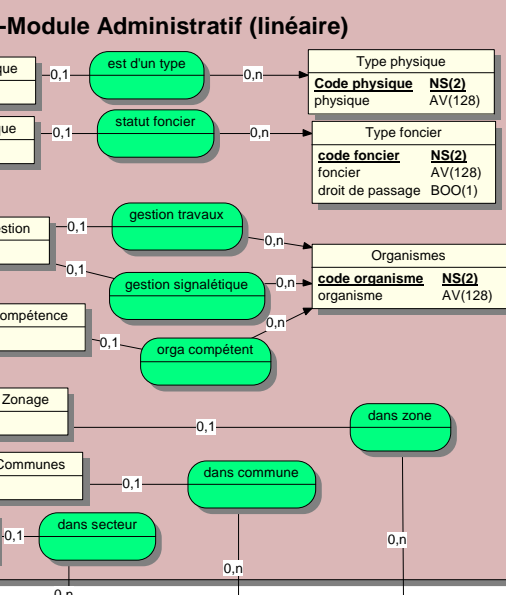 -Module Administratif (linéaire)
que 0,1 est d'un type 0,n Type physique
Code physique NS(2)
physique AV(128)
que 0,1 statut foncier 0,n Type foncier
code foncier NS(2)
foncier AV(128)
droit de passage BOO(1)
stion 0,1 gestion travaux 0,n
Organismes
code organisme NS(2)
organisme AV(128)
0,1 gestion signalétique 0,n
ompétence 0,1 orga compétent 0,n
Zonage 0,1 dans zone
Communes 0,1 dans commune
0,1 dans secteur
0,n
0,n
0,n